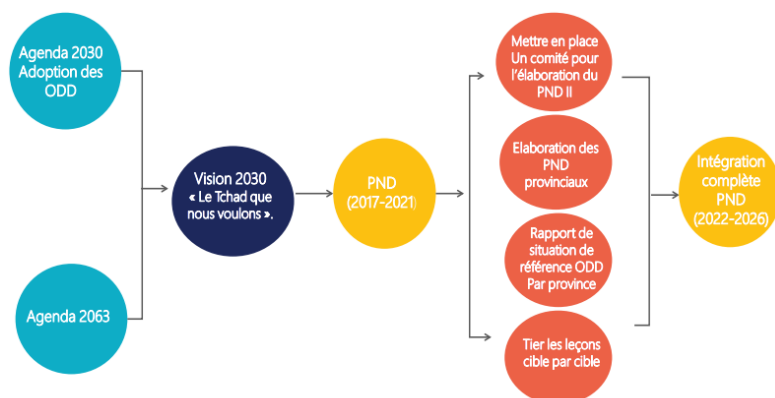 Agenda 2030
Adoption des
ODD
Agenda 2063
Vision 2030
« Le Tchad que
nous voulons ».
PND
(2017-2021)
Mettre en place
Un comité pour
l'élaboration du
PND II
Elaboration des
PND
provinciaux
Rapport de
situation de
référence ODD
Par province
Tier les leçons
cible par cible
Intégration
complète
PND
(2022-2026)